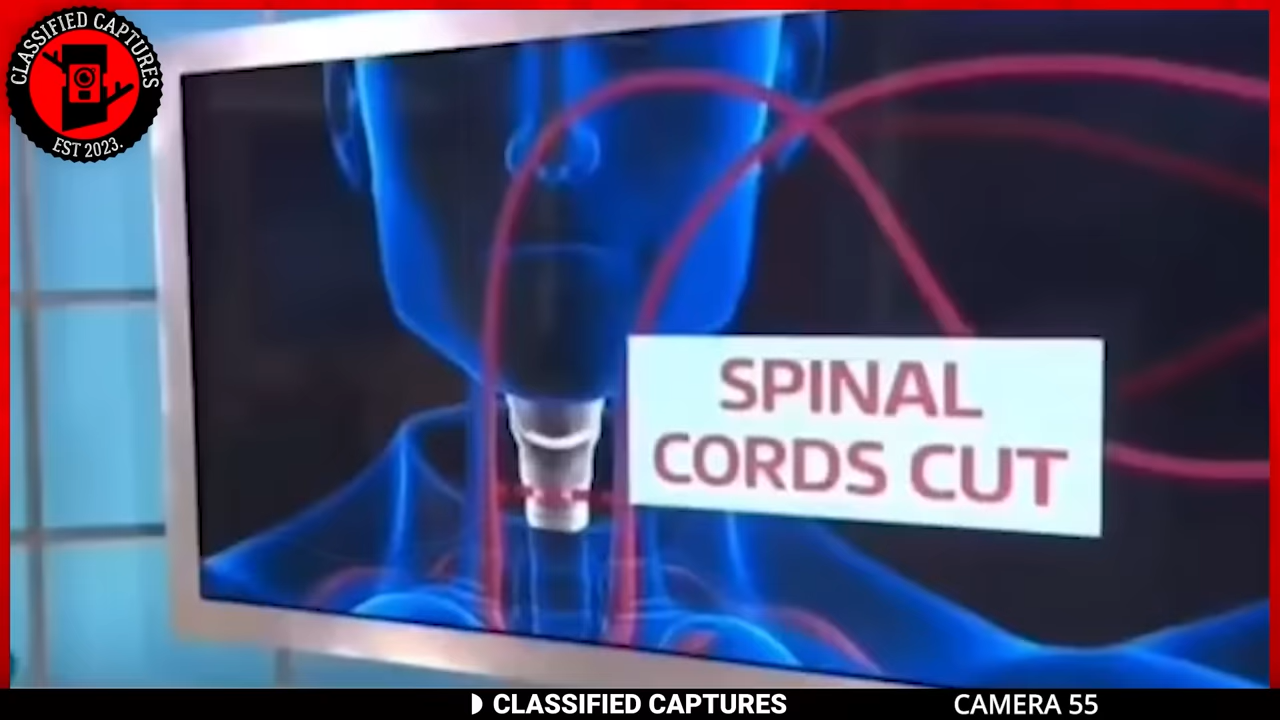 CLASSIFIED CAPTURES
EST 2023.
SPINAL
CORDS CUT
CLASSIFIED CAPTURES
CAMERA 55